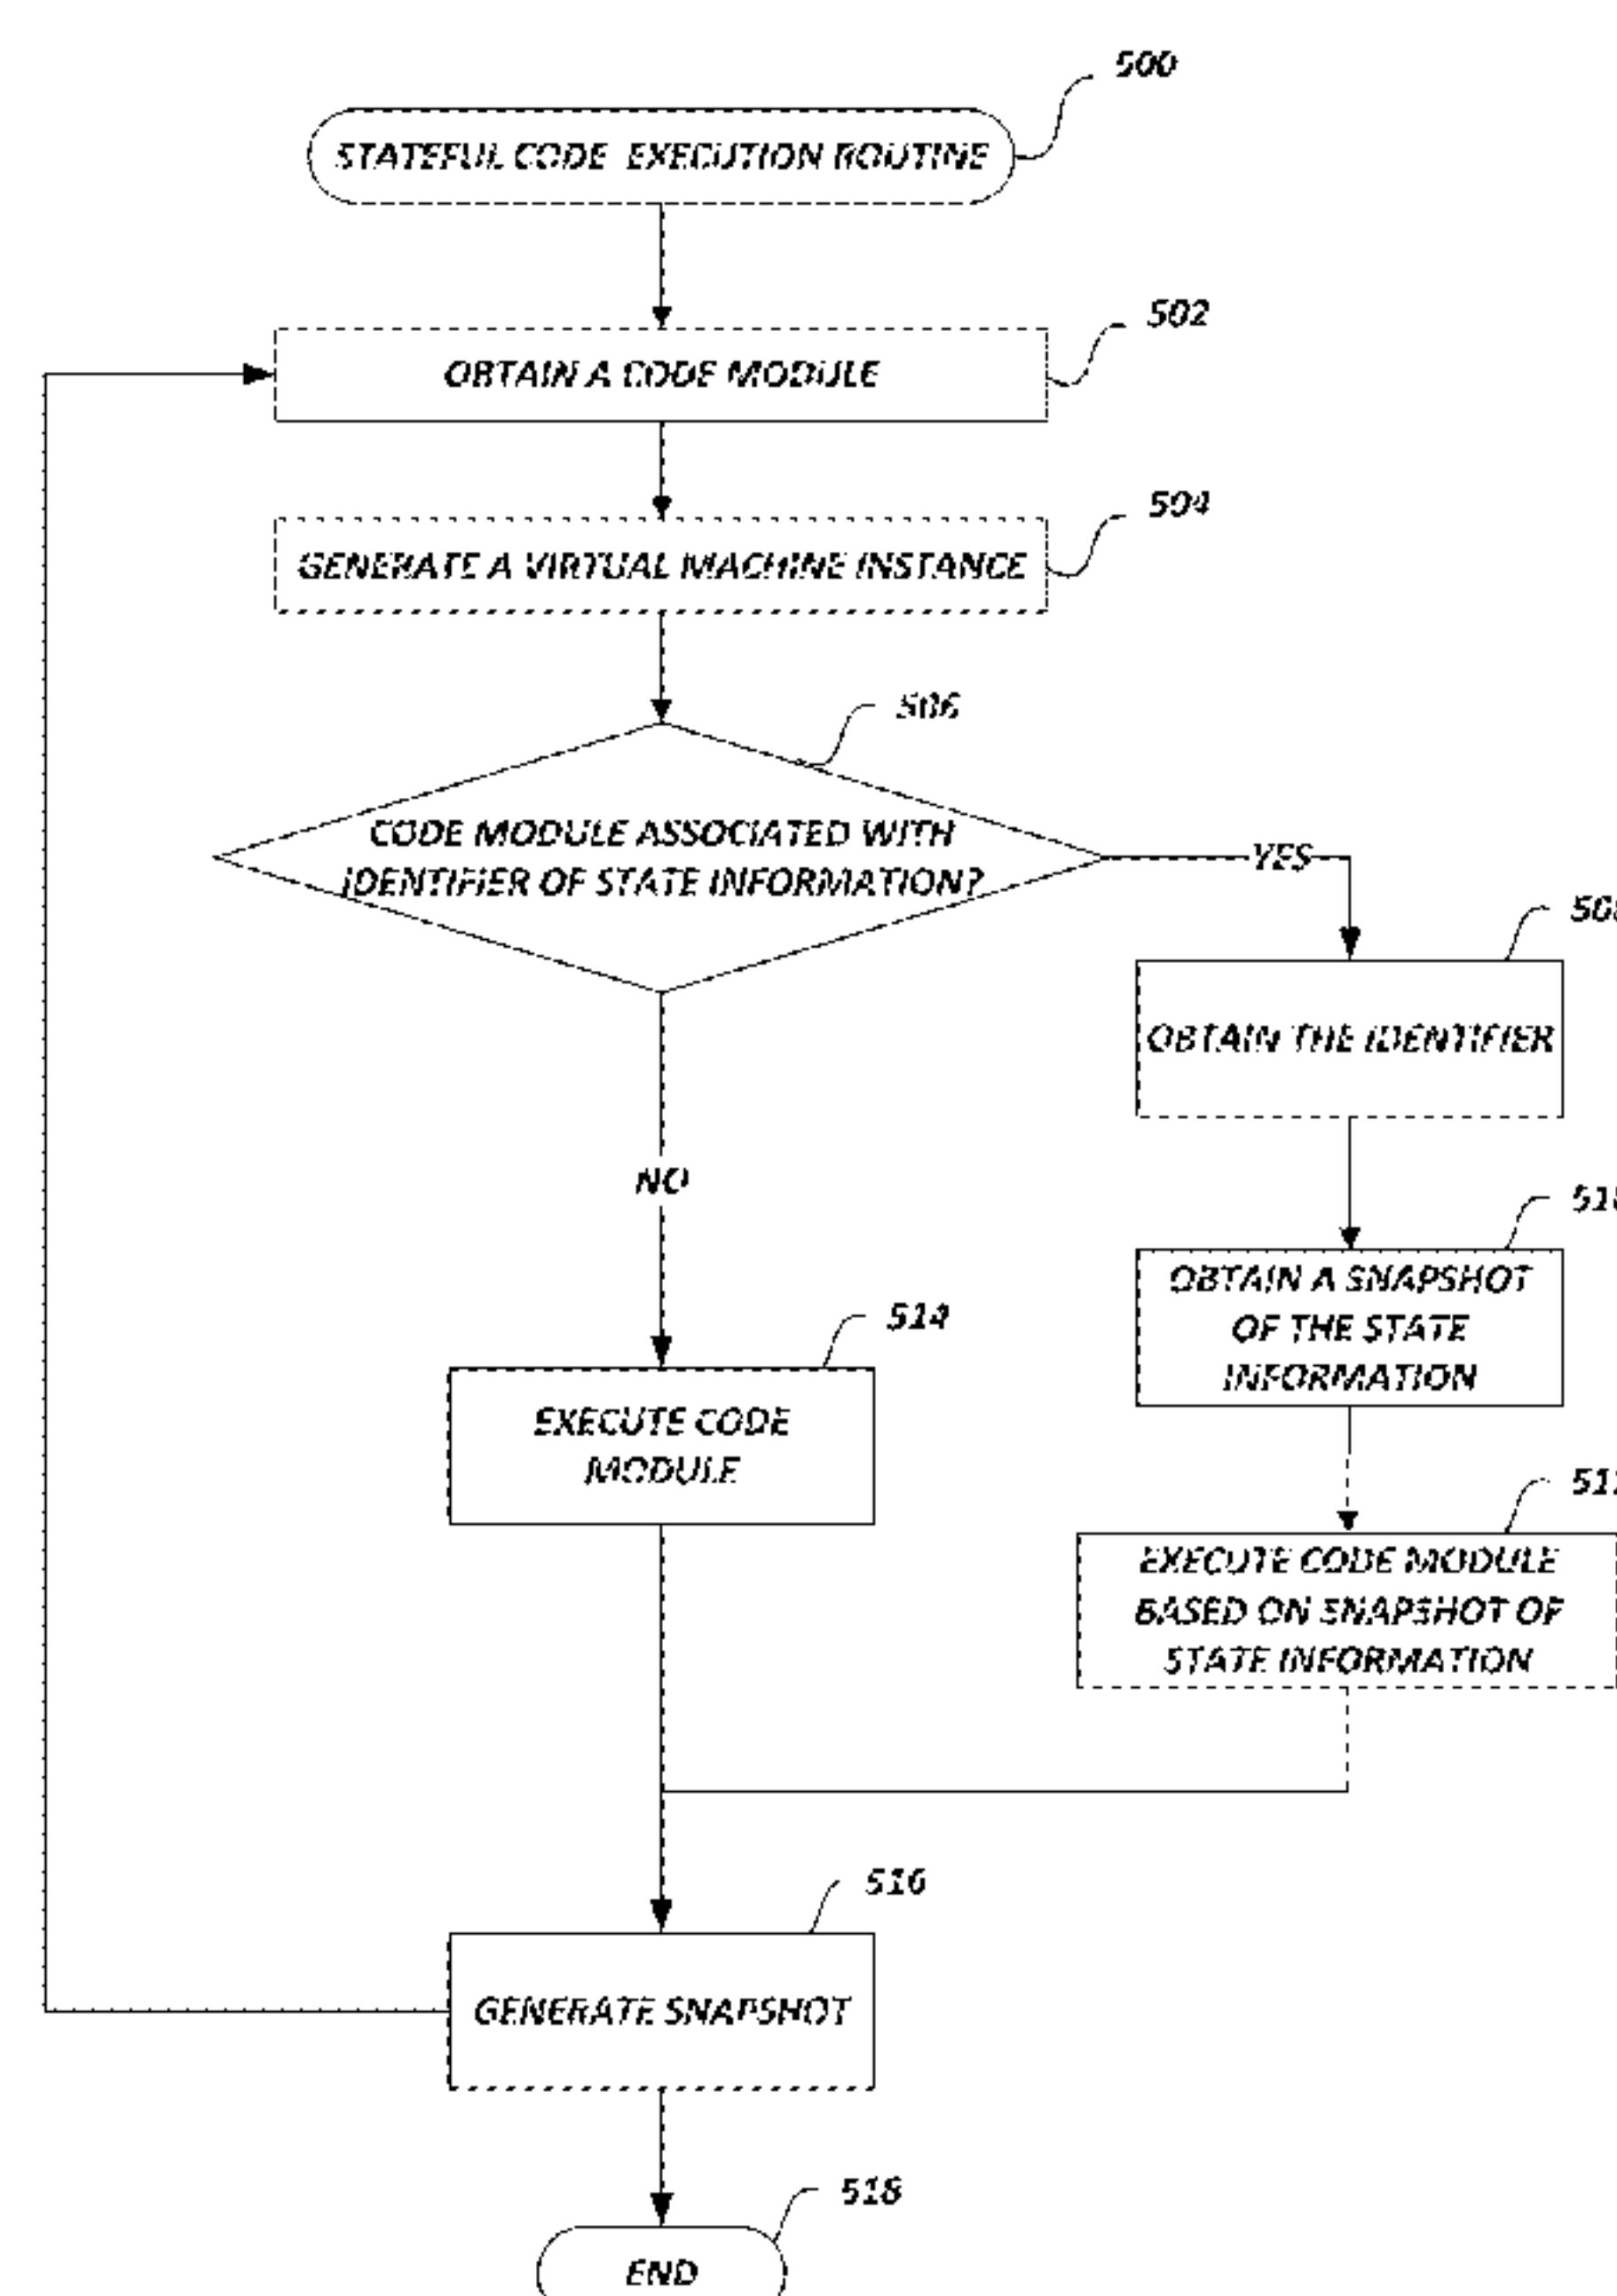 500
STATEFUL CODE EXECUTION ROUTINE
502
OBTAIN A CODE MODULE
504
GENERATE A VIRTUAL MACHINE INSTANCE
506
CODE MODULE ASSOCIATED WITH
IDENTIFIER OF STATE INFORMATION?
YES
OBTAIN THE IDENTIFIER
NO
OBTAIN A SNAPSHOT
OF THE STATE
INFORMATION
514
EXECUTE CODE
MODULE
EXECUTE CODE MODULE
BASED ON SNAPSHOT OF
STATE INFORMATION
516
GENERATE SNAPSHOT
518
END